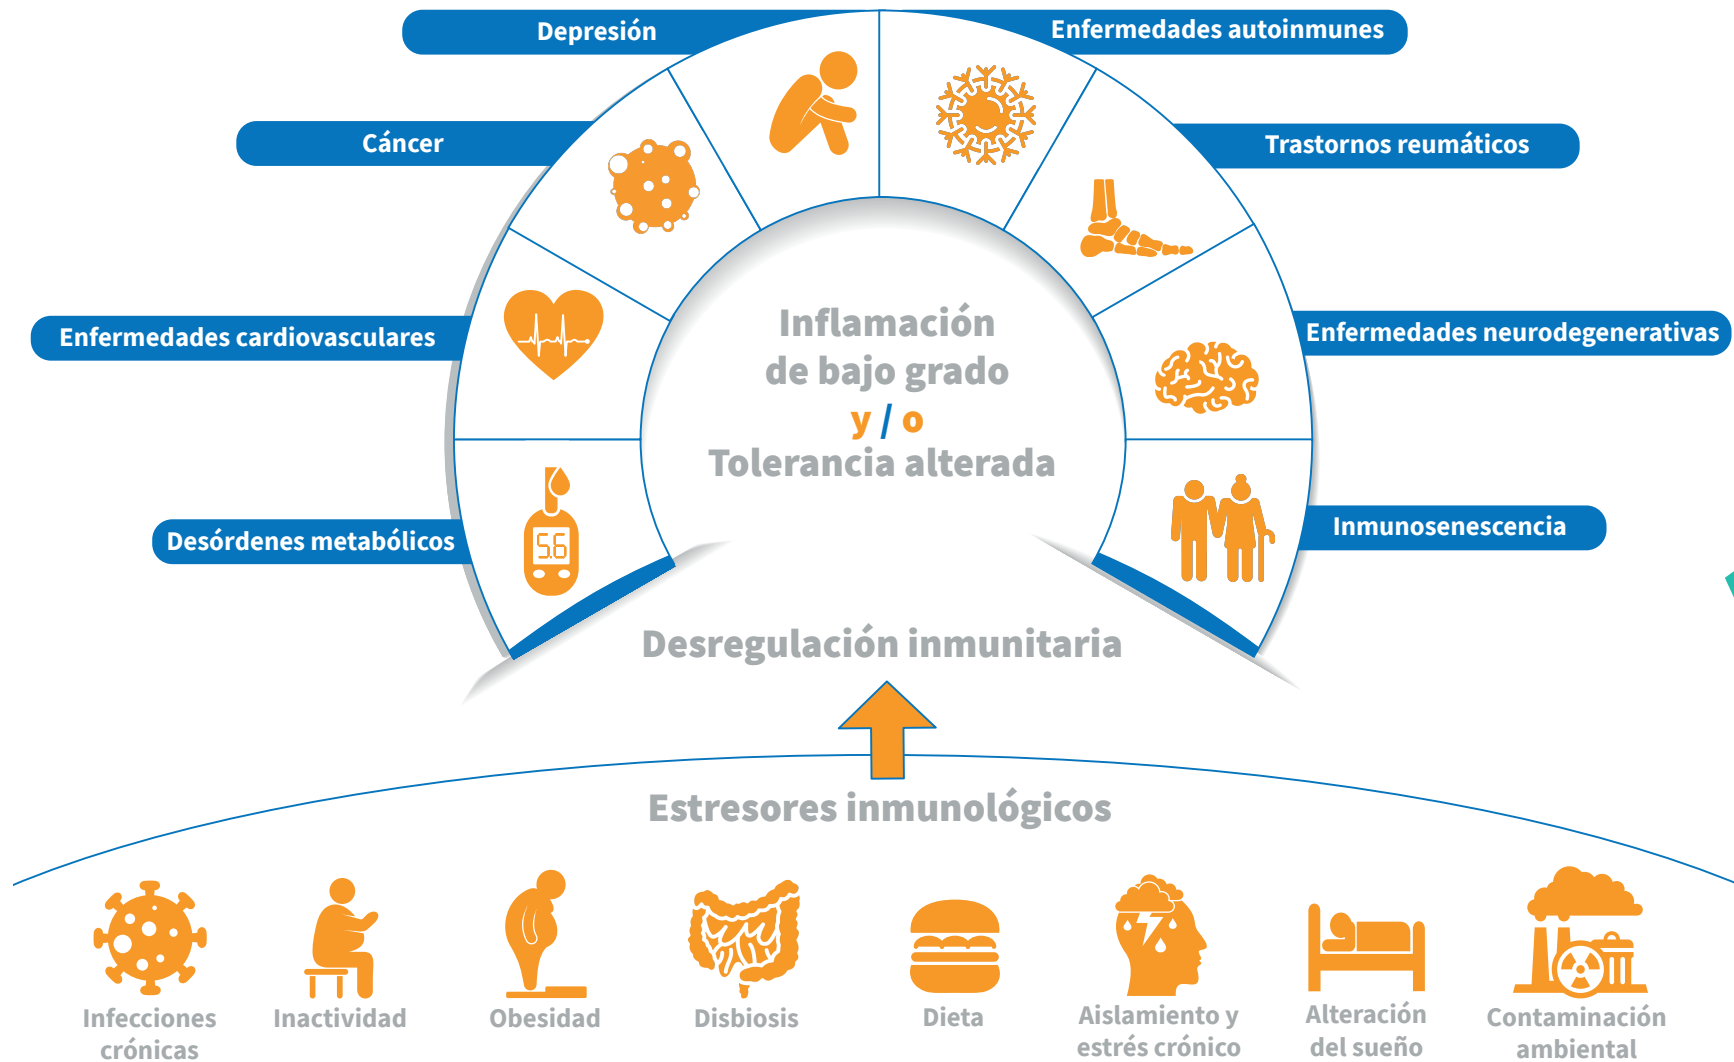 Depresión
Enfermedades autoinmunes
Cáncer
Trastornos reumáticos
Enfermedades cardiovasculares
Enfermedades neurodegenerativas
Desórdenes metabólicos
Inmunosenescencia
5.6
Inflamación
de bajo grado
y / o
Tolerancia alterada
Desregulación inmunitaria
Estresores inmunológicos
Infecciones
crónicas
Inactividad
Obesidad
Disbiosis
Dieta
Aislamiento y
estrés crónico
Alteración
del sueño
Contaminación
ambiental